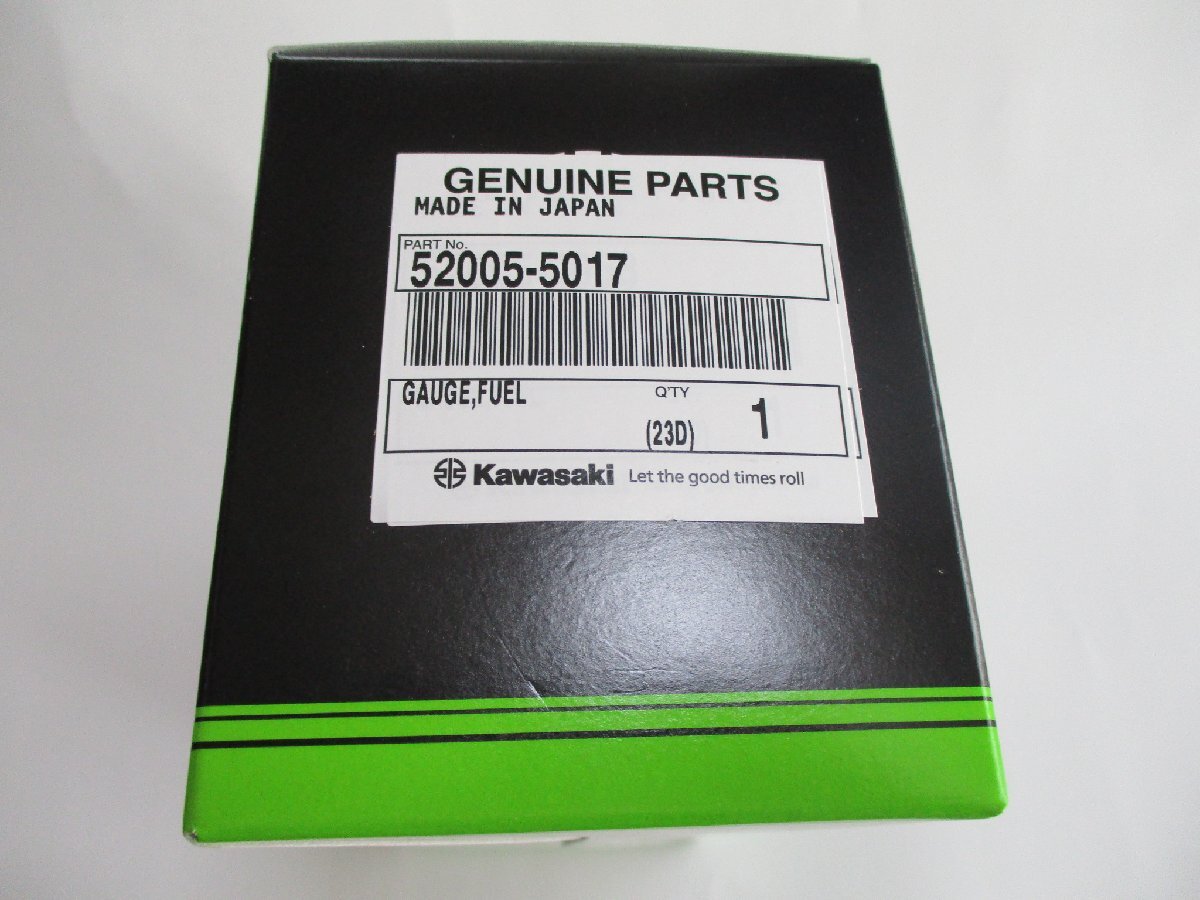 GENUINE PARTS
MADE IN JAPAN
PART No.
52005-5017
GAUGE,FUEL
Q'TY
(23D)
1
Kawasaki Let the good times roll